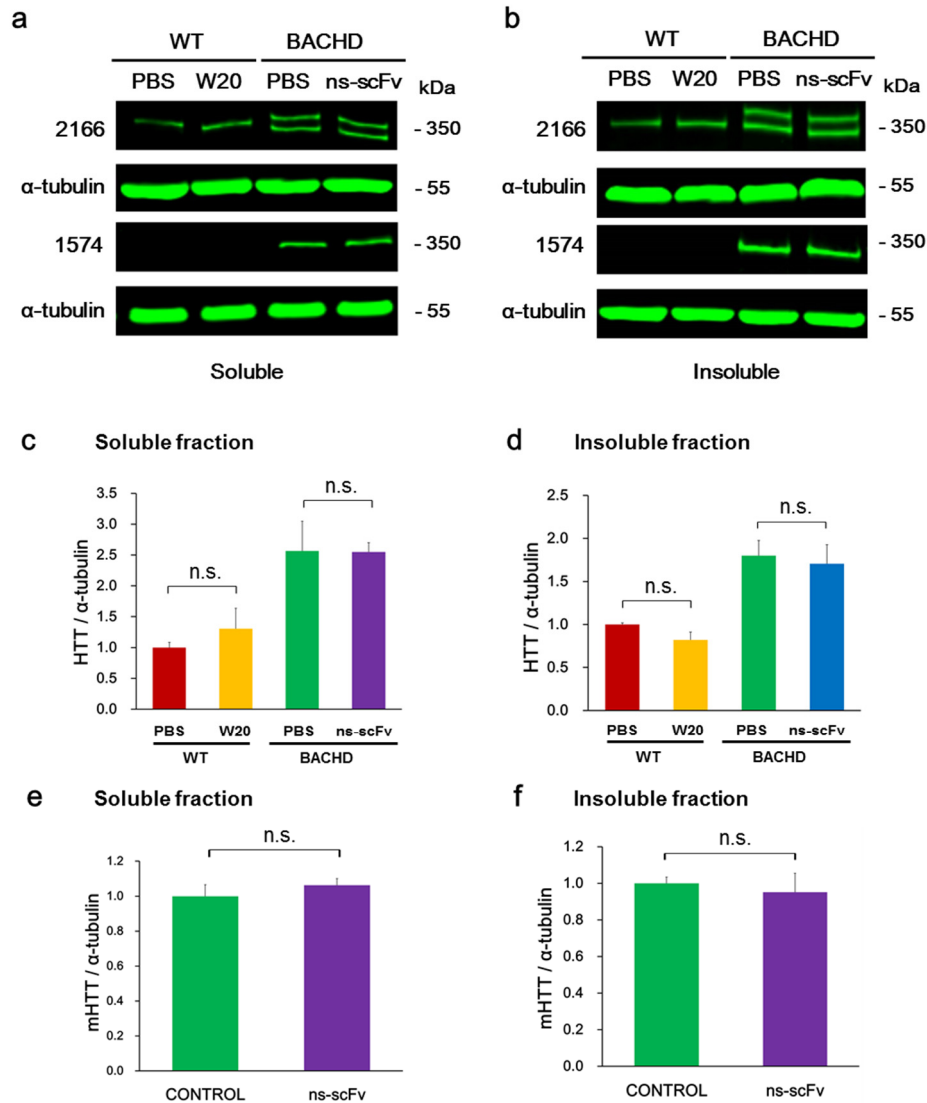 a
WT BACHD
PBS W20 PBS ns-scFv kDa
2166 - 350
α-tubulin - 55
1574 - 350
α-tubulin - 55
Soluble
b
WT BACHD
PBS W20 PBS ns-scFv kDa
2166 - 350
α-tubulin - 55
1574 - 350
α-tubulin - 55
Insoluble
c Soluble fraction
HTT / α-tubulin
3.5
3.0
2.5
2.0
1.5
1.0
0.5
0.0
n.s.
n.s.
PBS W20 PBS ns-scFv
WT BACHD
d Insoluble fraction
HTT / α-tubulin
2.5
2.0
1.5
1.0
0.5
0.0
n.s.
n.s.
PBS W20 PBS ns-scFv
WT BACHD
e Soluble fraction
mHTT / α-tubulin
1.2
1.0
0.8
0.6
0.4
0.2
0.0
n.s.
CONTROL ns-scFv
f Insoluble fraction
mHTT / α-tubulin
1.2
1.0
0.8
0.6
0.4
0.2
0.0
n.s.
CONTROL ns-scFv